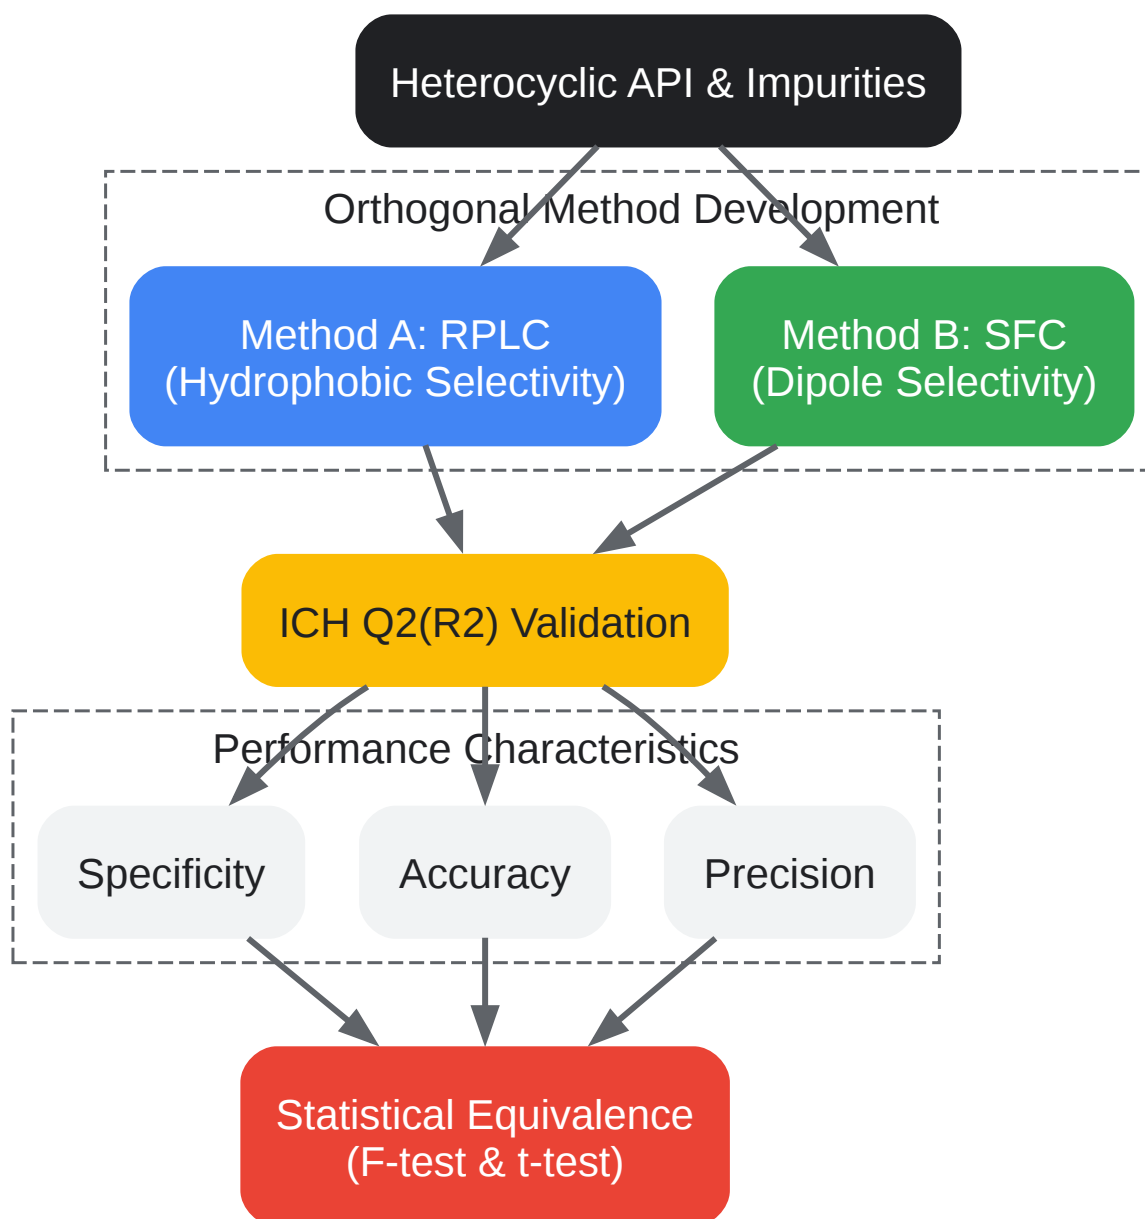 Heterocyclic API & Impurities
Orthogonal Method Development
Method A: RPLC
(Hydrophobic Selectivity)
Method B: SFC
(Dipole Selectivity)
ICH Q2(R2) Validation
Performance Characteristics
Specificity
Accuracy
Precision
Statistical Equivalence
(F-test & t-test)